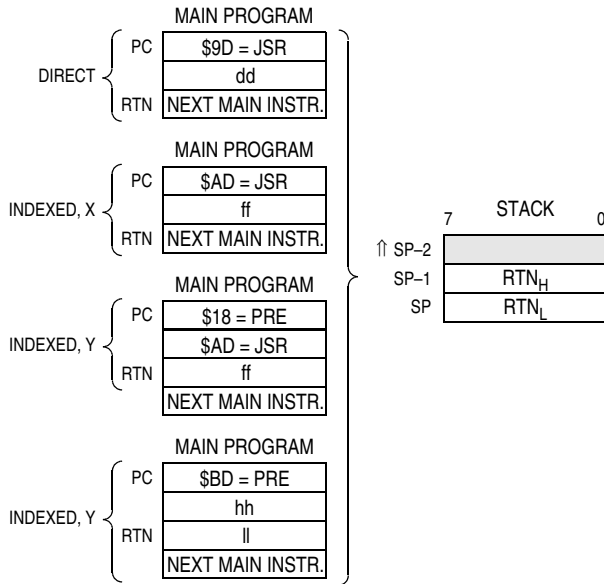 MAIN PROGRAM
PC $9D = JSR
DIRECT dd
RTN NEXT MAIN INSTR.
MAIN PROGRAM
PC $AD = JSR
INDEXED, X ff
RTN NEXT MAIN INSTR.
MAIN PROGRAM
PC $18 = PRE
INDEXED, Y $AD = JSR
RTN ff
NEXT MAIN INSTR.
MAIN PROGRAM
PC $BD = PRE
INDEXED, Y hh
RTN ll
NEXT MAIN INSTR.
7 STACK 0
⇑ SP–2
SP–1 RTNH
SP RTNL